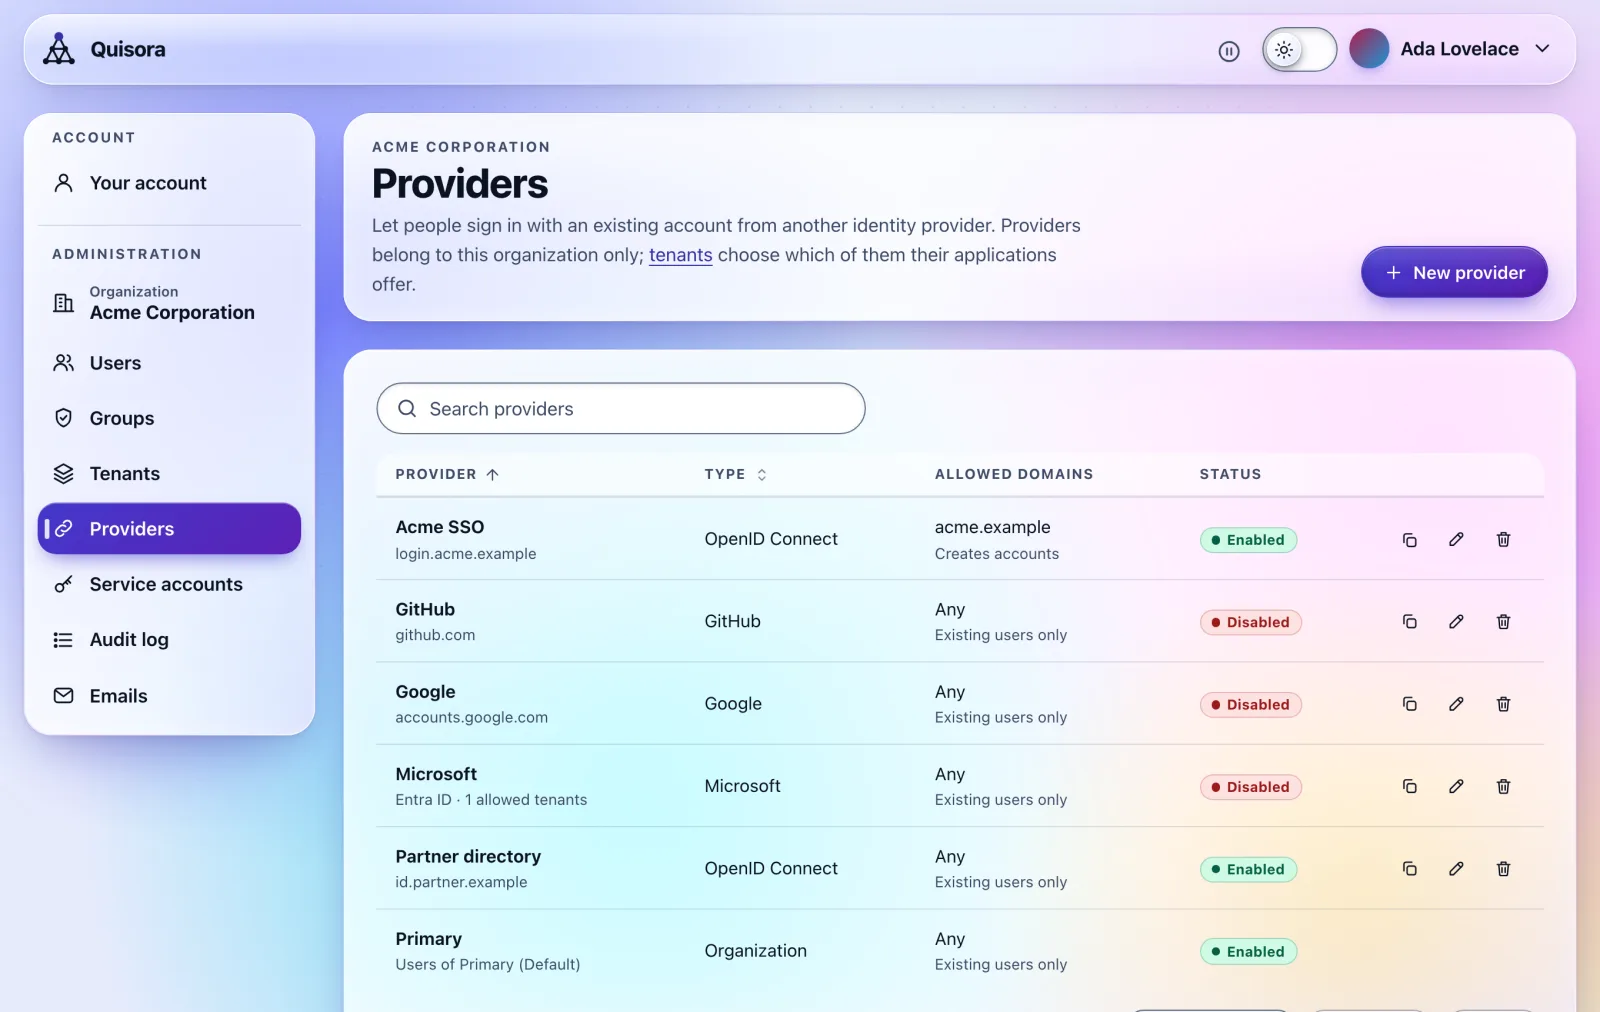 Quisora
Ada Lovelace
ACCOUNT
Your account
ADMINISTRATION
Organization
Acme Corporation
Users
Groups
Tenants
Providers
Service accounts
Audit log
Emails
ACME CORPORATION
Providers
Let people sign in with an existing account from another identity provider. Providers
belong to this organization only; tenants choose which of them their applications
offer.
New provider
Search providers
PROVIDER TYPE ALLOWED DOMAINS STATUS
Acme SSO
login.acme.example
OpenID Connect
acme.example
Creates accounts
Enabled
GitHub
github.com
GitHub
Any
Existing users only
Disabled
Google
accounts.google.com
Google
Any
Existing users only
Disabled
Microsoft
Entra ID · 1 allowed tenants
Microsoft
Any
Existing users only
Disabled
Partner directory
id.partner.example
OpenID Connect
Any
Existing users only
Enabled
Primary
Users of Primary (Default)
Organization
Any
Existing users only
Enabled